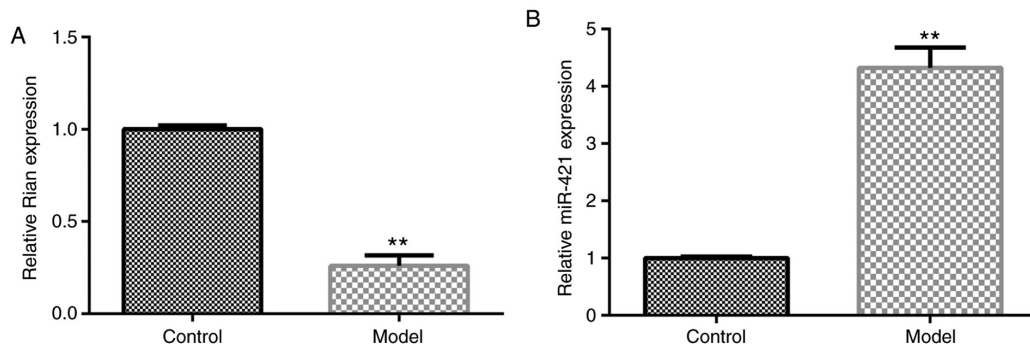 A
Relative Rian expression
1.5
1.0
0.5
0.0
**
Control
Model
B
Relative miR-421 expression
5
4
3
2
1
0
**
Control
Model